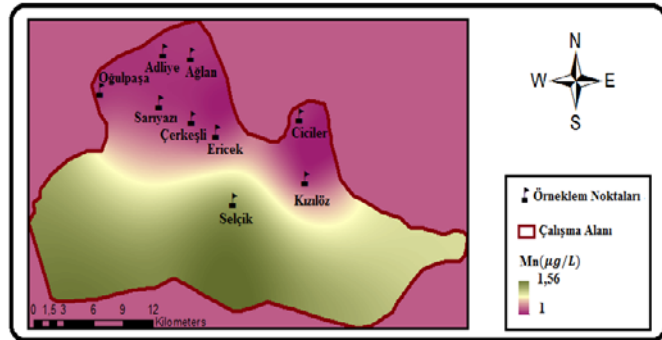 Adliye
Ağlan
Oğulpaşa
Sarıyazı
Çerkeşli
Ericek
Ciciler
Kızılöz
Selçik
0 1,5 3 6 9 12
Kilometers
N
W E
S
Örneklem Noktaları
Çalışma Alanı
Mn(µg/L)
1,56
1